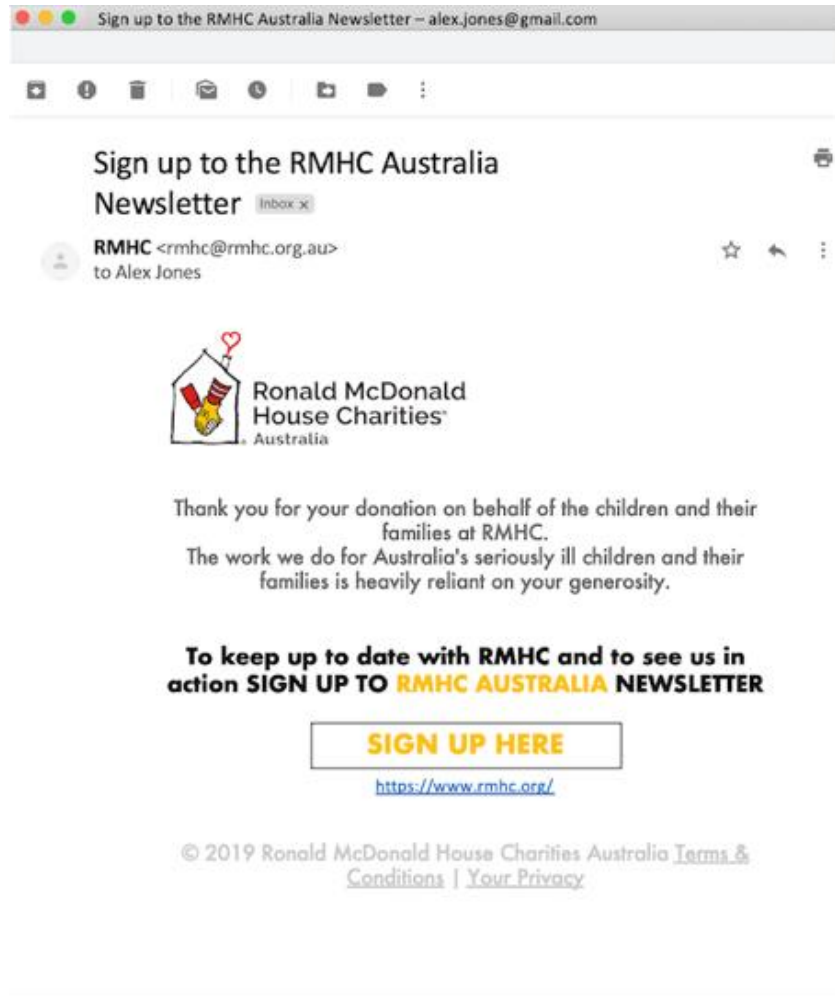 Sign up to the RMHC Australia Newsletter – alex.jones@gmail.com
Sign up to the RMHC Australia
Newsletter Inbox x
RMHC <rmhc@rmhc.org.au>
to Alex Jones
Ronald McDonald
House Charities
Australia
Thank you for your donation on behalf of the children and their
families at RMHC.
The work we do for Australia's seriously ill children and their
families is heavily reliant on your generosity.
To keep up to date with RMHC and to see us in
action SIGN UP TO RMHC AUSTRALIA NEWSLETTER
SIGN UP HERE
https://www.rmhc.org/
© 2019 Ronald McDonald House Charities Australia Terms &
Conditions | Your Privacy